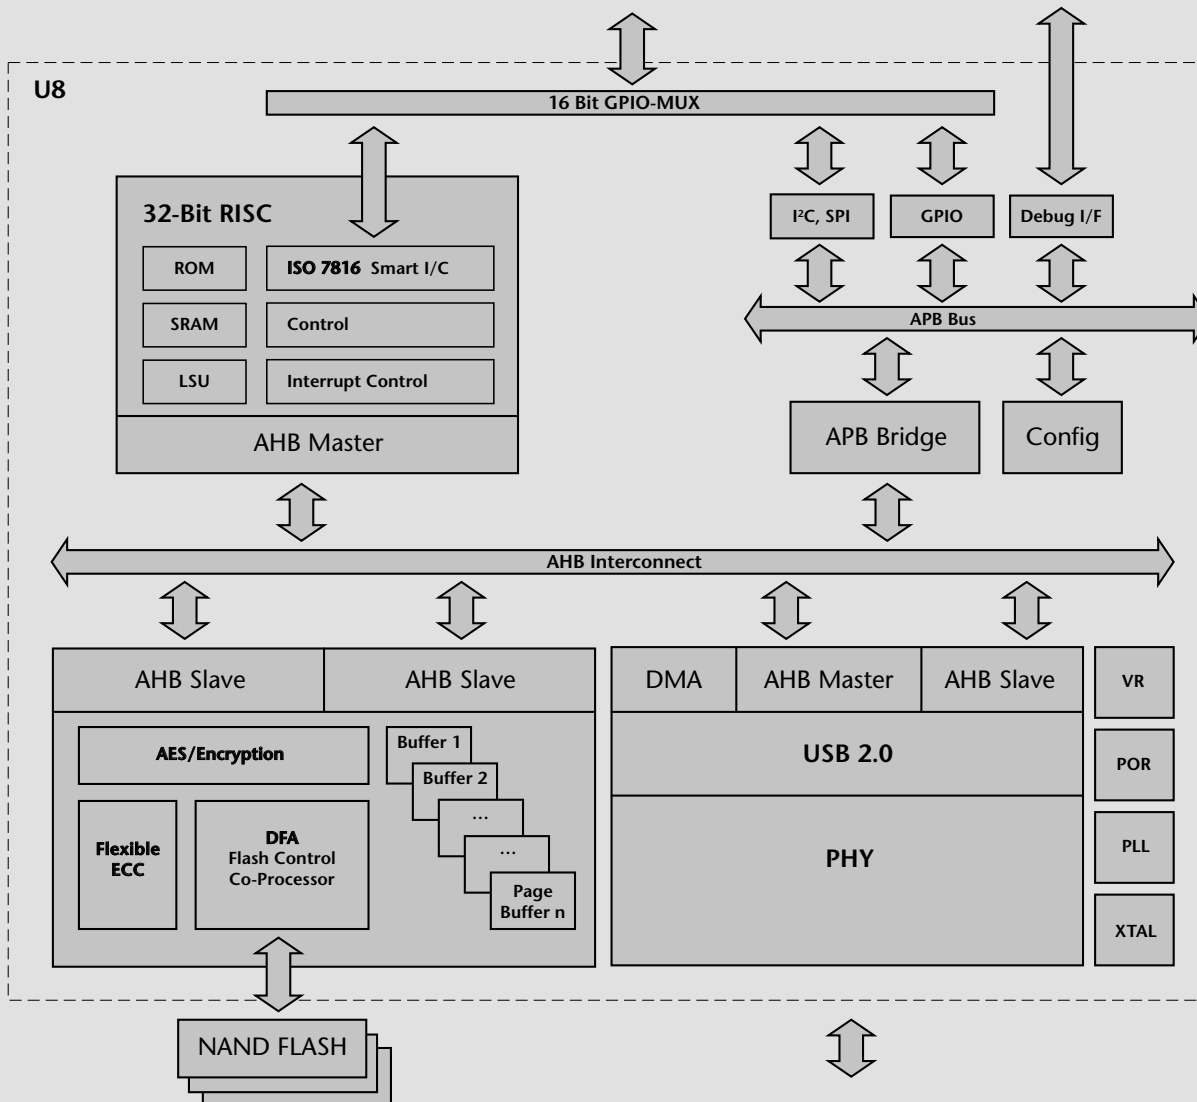 U8
16 Bit GPIO-MUX
32-Bit RISC
ROM
ISO 7816 Smart I/C
SRAM
Control
LSU
Interrupt Control
AHB Master
I²C, SPI
GPIO
Debug I/F
APB Bus
APB Bridge
Config
AHB Interconnect
AHB Slave
AHB Slave
AES/Encryption
Buffer 1
Buffer 2
...
...
Page
Buffer n
Flexible
ECC
DFA
Flash Control
Co-Processor
DMA
AHB Master
AHB Slave
USB 2.0
PHY
VR
POR
PLL
XTAL
NAND FLASH